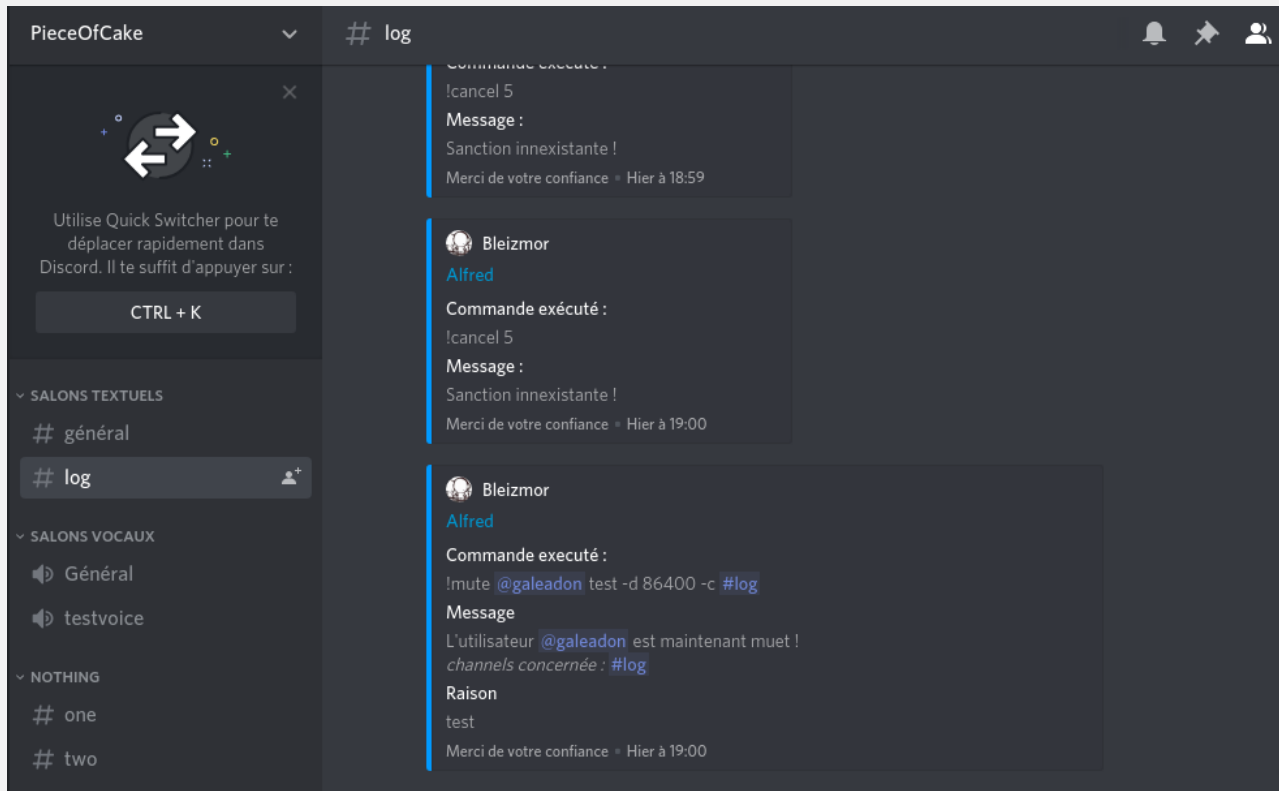 PieceOfCake
log
Utilise Quick Switcher pour te
déplacer rapidement dans
Discord. Il te suffit d'appuyer sur :
CTRL + K
SALONS TEXTUELS
général
log
SALONS VOCAUX
Général
testvoice
NOTHING
one
two
Commande executé :
!cancel 5
Message :
Sanction innexistante !
Merci de votre confiance • Hier à 18:59
Bleizmor
Alfred
Commande exécuté :
!cancel 5
Message :
Sanction innexistante !
Merci de votre confiance • Hier à 19:00
Bleizmor
Alfred
Commande executé :
!mute @galeadon test -d 86400 -c #log
Message
L'utilisateur @galeadon est maintenant muet !
channels concernée : #log
Raison
test
Merci de votre confiance • Hier à 19:00